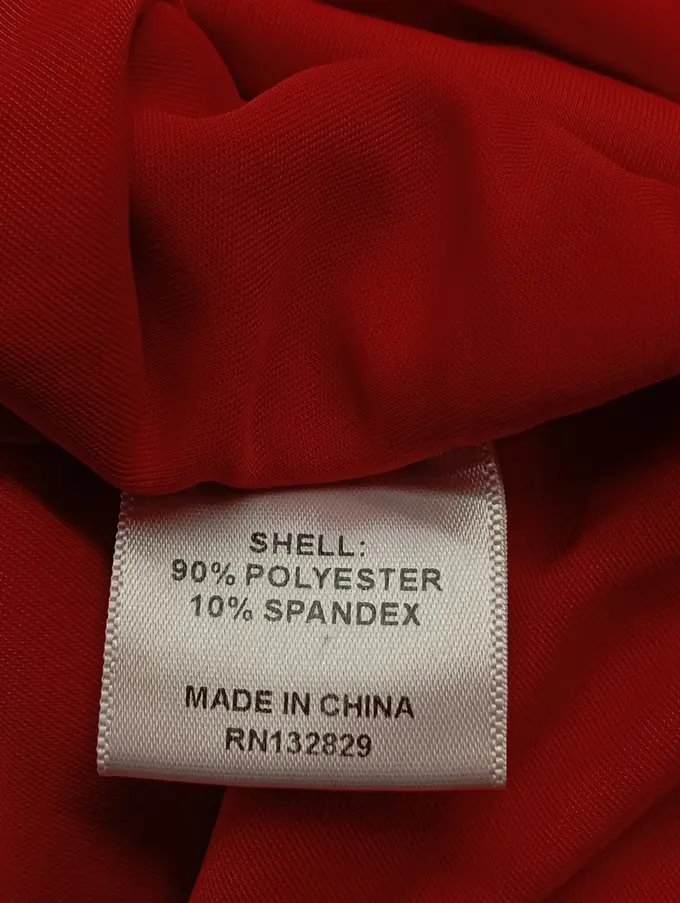 SHELL:
90% POLYESTER
10% SPANDEX
MADE IN CHINA
RN132829